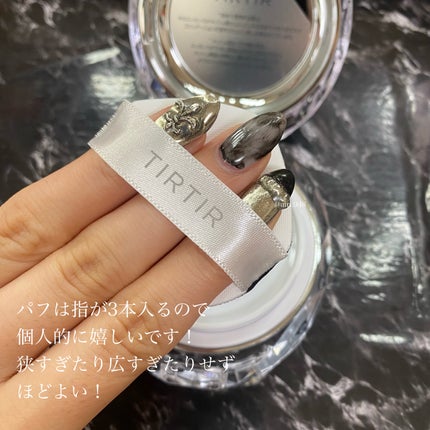 TIRTIR
TIRTIR
パフは指が3本入るので
個人的に嬉しいです！
狭すぎたり広すぎたりせず
ほどよい！